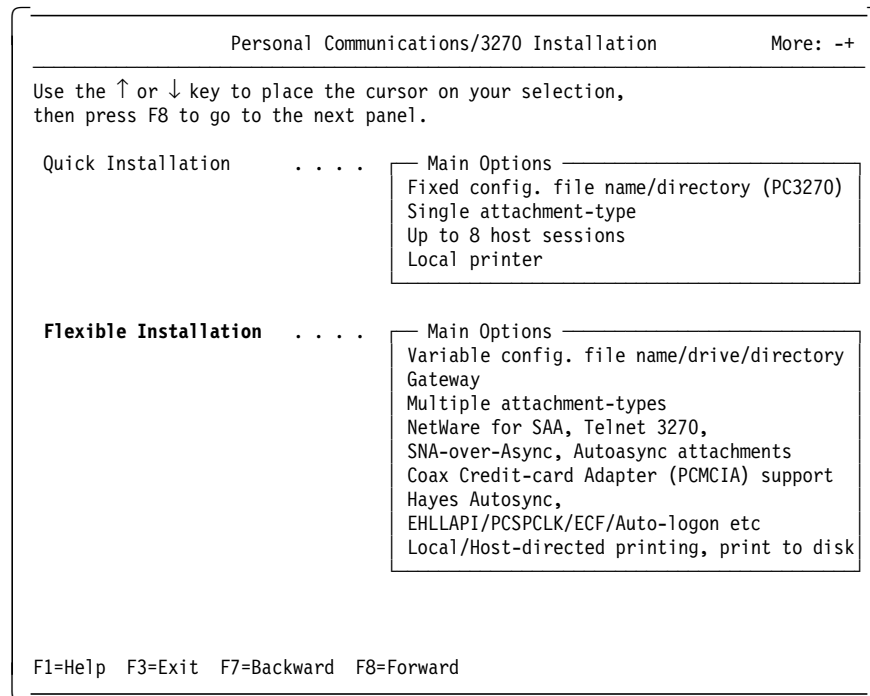 Personal Communications/3270 Installation More: -+
Use the ↑ or ↓ key to place the cursor on your selection,
then press F8 to go to the next panel.
Quick Installation . . . . Main Options
Fixed config. file name/directory (PC3270)
Single attachment-type
Up to 8 host sessions
Local printer
Flexible Installation . . . . Main Options
Variable config. file name/drive/directory
Gateway
Multiple attachment-types
NetWare for SAA, Telnet 3270,
SNA-over-Async, Autoasync attachments
Coax Credit-card Adapter (PCMCIA) support
Hayes Autosync,
EHLLAPI/PCSPCLK/ECF/Auto-logon etc
Local/Host-directed printing, print to disk
F1=Help F3=Exit F7=Backward F8=Forward